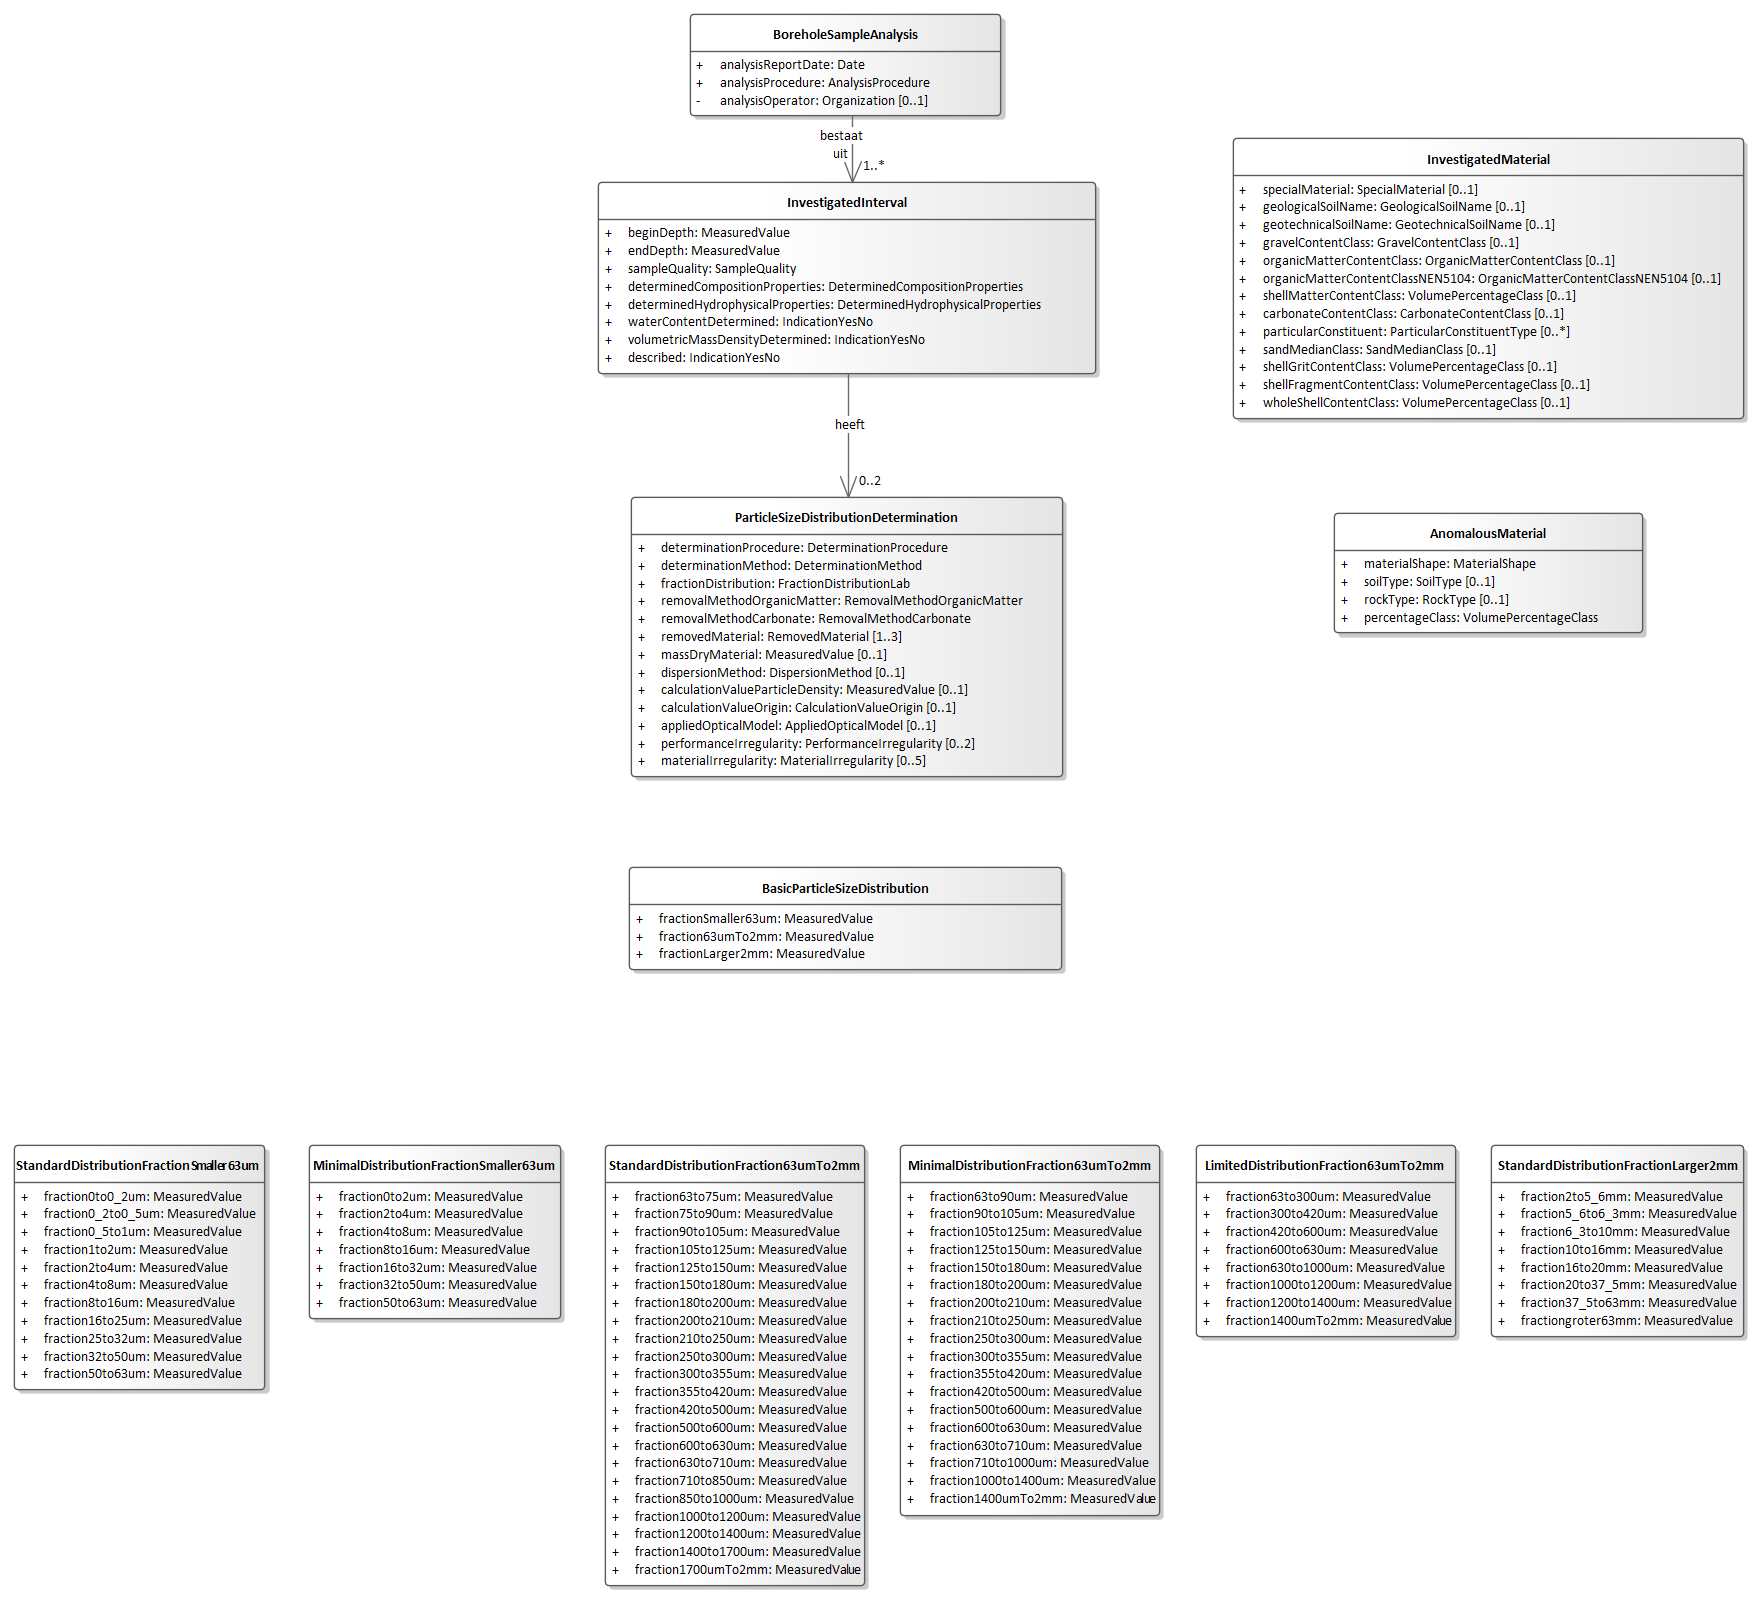 BoreholeSampleAnalysis
+ analysisReportDate: Date
+ analysisProcedure: AnalysisProcedure
- analysisOperator: Organization [0..1]
bestaat
uit
1..*
InvestigatedInterval
+ beginDepth: MeasuredValue
+ endDepth: MeasuredValue
+ sampleQuality: SampleQuality
+ determinedCompositionProperties: DeterminedCompositionProperties
+ determinedHydrophysicalProperties: DeterminedHydrophysicalProperties
+ waterContentDetermined: IndicationYesNo
+ volumetricMassDensityDetermined: IndicationYesNo
+ described: IndicationYesNo
InvestigatedMaterial
+ specialMaterial: SpecialMaterial [0..1]
+ geologicalSoilName: GeologicalSoilName [0..1]
+ geotechnicalSoilName: GeotechnicalSoilName [0..1]
+ gravelContentClass: GravelContentClass [0..1]
+ organicMatterContentClass: OrganicMatterContentClass [0..1]
+ organicMatterContentClassNEN5104: OrganicMatterContentClassNEN5104 [0..1]
+ shellMatterContentClass: VolumePercentageClass [0..1]
+ carbonateContentClass: CarbonateContentClass [0..1]
+ particularConstituent: ParticularConstituentType [0..*]
+ sandMedianClass: SandMedianClass [0..1]
+ shellGritContentClass: VolumePercentageClass [0..1]
+ shellFragmentContentClass: VolumePercentageClass [0..1]
+ wholeShellContentClass: VolumePercentageClass [0..1]
heeft
0..2
ParticleSizeDistributionDetermination
+ determinationProcedure: DeterminationProcedure
+ determinationMethod: DeterminationMethod
+ fractionDistribution: FractionDistributionLab
+ removalMethodOrganicMatter: RemovalMethodOrganicMatter
+ removalMethodCarbonate: RemovalMethodCarbonate
+ removedMaterial: RemovedMaterial [1..3]
+ massDryMaterial: MeasuredValue [0..1]
+ dispersionMethod: DispersionMethod [0..1]
+ calculationValueParticleDensity: MeasuredValue [0..1]
+ calculationValueOrigin: CalculationValueOrigin [0..1]
+ appliedOpticalModel: AppliedOpticalModel [0..1]
+ performanceIrregularity: PerformanceIrregularity [0..2]
+ materialIrregularity: MaterialIrregularity [0..5]
AnomalousMaterial
+ materialShape: MaterialShape
+ soilType: SoilType [0..1]
+ rockType: RockType [0..1]
+ percentageClass: VolumePercentageClass
BasicParticleSizeDistribution
+ fractionSmaller63um: MeasuredValue
+ fraction63umTo2mm: MeasuredValue
+ fractionLarger2mm: MeasuredValue
StandardDistributionFractionSmaller63um
+ fraction0to0_2um: MeasuredValue
+ fraction0_2to0_5um: MeasuredValue
+ fraction0_5to1um: MeasuredValue
+ fraction1to2um: MeasuredValue
+ fraction2to4um: MeasuredValue
+ fraction4to8um: MeasuredValue
+ fraction8to16um: MeasuredValue
+ fraction16to25um: MeasuredValue
+ fraction25to32um: MeasuredValue
+ fraction32to50um: MeasuredValue
+ fraction50to63um: MeasuredValue
MinimalDistributionFractionSmaller63um
+ fraction0to2um: MeasuredValue
+ fraction2to4um: MeasuredValue
+ fraction4to8um: MeasuredValue
+ fraction8to16um: MeasuredValue
+ fraction16to32um: MeasuredValue
+ fraction32to50um: MeasuredValue
+ fraction50to63um: MeasuredValue
StandardDistributionFraction63umTo2mm
+ fraction63to75um: MeasuredValue
+ fraction75to90um: MeasuredValue
+ fraction90to105um: MeasuredValue
+ fraction105to125um: MeasuredValue
+ fraction125to150um: MeasuredValue
+ fraction150to180um: MeasuredValue
+ fraction180to200um: MeasuredValue
+ fraction200to210um: MeasuredValue
+ fraction210to250um: MeasuredValue
+ fraction250to300um: MeasuredValue
+ fraction300to355um: MeasuredValue
+ fraction355to420um: MeasuredValue
+ fraction420to500um: MeasuredValue
+ fraction500to600um: MeasuredValue
+ fraction600to630um: MeasuredValue
+ fraction630to710um: MeasuredValue
+ fraction710to850um: MeasuredValue
+ fraction850to1000um: MeasuredValue
+ fraction1000to1200um: MeasuredValue
+ fraction1200to1400um: MeasuredValue
+ fraction1400to1700um: MeasuredValue
+ fraction1700umTo2mm: MeasuredValue
MinimalDistributionFraction63umTo2mm
+ fraction63to90um: MeasuredValue
+ fraction90to105um: MeasuredValue
+ fraction105to125um: MeasuredValue
+ fraction125to150um: MeasuredValue
+ fraction150to180um: MeasuredValue
+ fraction180to200um: MeasuredValue
+ fraction200to210um: MeasuredValue
+ fraction210to250um: MeasuredValue
+ fraction250to300um: MeasuredValue
+ fraction300to355um: MeasuredValue
+ fraction355to420um: MeasuredValue
+ fraction420to500um: MeasuredValue
+ fraction500to600um: MeasuredValue
+ fraction600to630um: MeasuredValue
+ fraction630to710um: MeasuredValue
+ fraction710to1000um: MeasuredValue
+ fraction1000to1400um: MeasuredValue
+ fraction1400umTo2mm: MeasuredValue
LimitedDistributionFraction63umTo2mm
+ fraction63to300um: MeasuredValue
+ fraction300to420um: MeasuredValue
+ fraction420to600um: MeasuredValue
+ fraction600to630um: MeasuredValue
+ fraction630to1000um: MeasuredValue
+ fraction1000to1200um: MeasuredValue
+ fraction1200to1400um: MeasuredValue
+ fraction1400umTo2mm: MeasuredValue
StandardDistributionFractionLarger2mm
+ fraction2to5_6mm: MeasuredValue
+ fraction5_6to6_3mm: MeasuredValue
+ fraction6_3to10mm: MeasuredValue
+ fraction10to16mm: MeasuredValue
+ fraction16to20mm: MeasuredValue
+ fraction20to37_5mm: MeasuredValue
+ fraction37_5to63mm: MeasuredValue
+ fractiongroter63mm: MeasuredValue